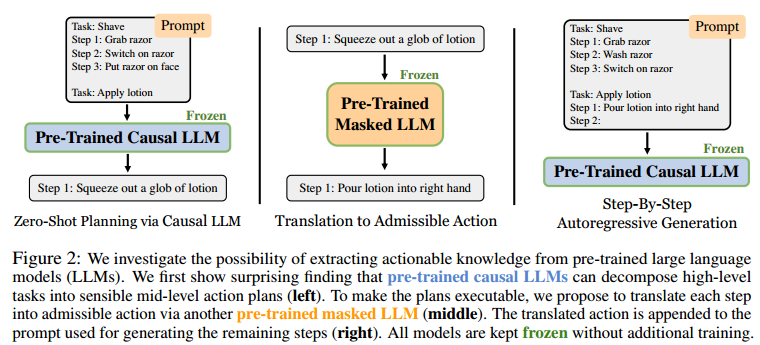 Task: Shave
Prompt
Step 1: Grab razor
Step 2: Switch on razor
Step 3: Put razor on face
Task: Apply lotion
Frozen
Pre-Trained Causal LLM
Step 1: Squeeze out a glob of lotion
Zero-Shot Planning via Causal LLM
Step 1: Squeeze out a glob of lotion
Frozen
Pre-Trained
Masked LLM
Step 1: Pour lotion into right hand
Translation to Admissible Action
Task: Shave
Prompt
Step 1: Grab razor
Step 2: Wash razor
Step 3: Switch on razor
Task: Apply lotion
Step 1: Pour lotion into right hand
Step 2:
Frozen
Pre-Trained Causal LLM
Step-By-Step
Autoregressive Generation
Figure 2: We investigate the possibility of extracting actionable knowledge from pre-trained large language
models (LLMs). We first show surprising finding that pre-trained causal LLMs can decompose high-level
tasks into sensible mid-level action plans (left). To make the plans executable, we propose to translate each step
into admissible action via another pre-trained masked LLM (middle). The translated action is appended to the
prompt used for generating the remaining steps (right). All models are kept frozen without additional training.